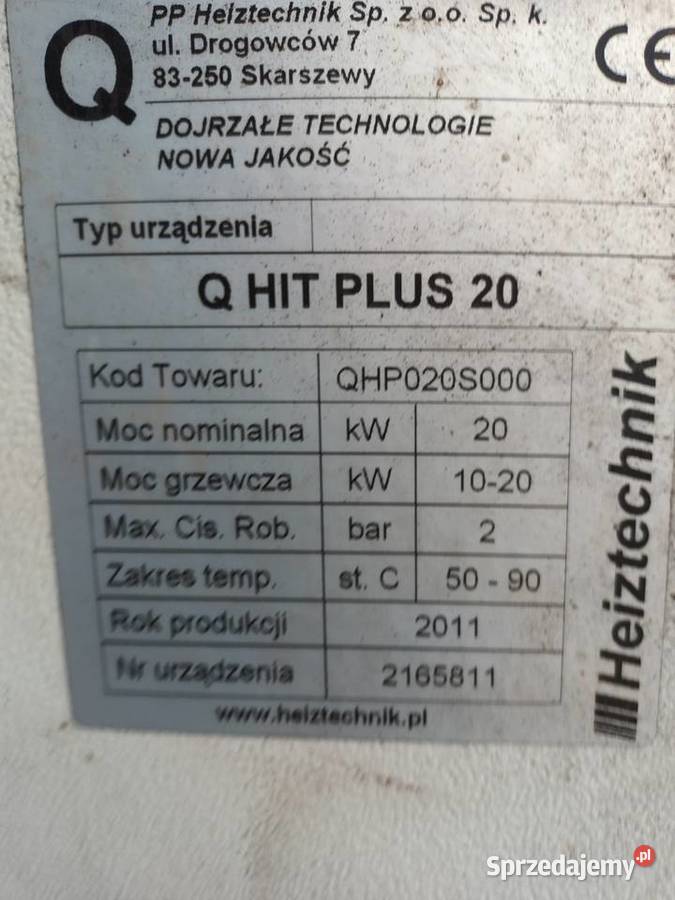 Q
PP Heiztechnik Sp. z o.o. Sp. k.
ul. Drogowców 7
83-250 Skarszewy
CE
DOJRZAŁE TECHNOLOGIE
NOWA JAKOŚĆ
Typ urządzenia
Q HIT PLUS 20
Kod Towaru: QHP020S000
Moc nominalna kW 20
Moc grzewcza kW 10-20
Max. Cis. Rob. bar 2
Zakres temp. st. C 50 - 90
Rok produkcji 2011
Nr urządzenia 2165811
www.heiztechnik.pl
Heiztechnik
Sprzedajemy.pl